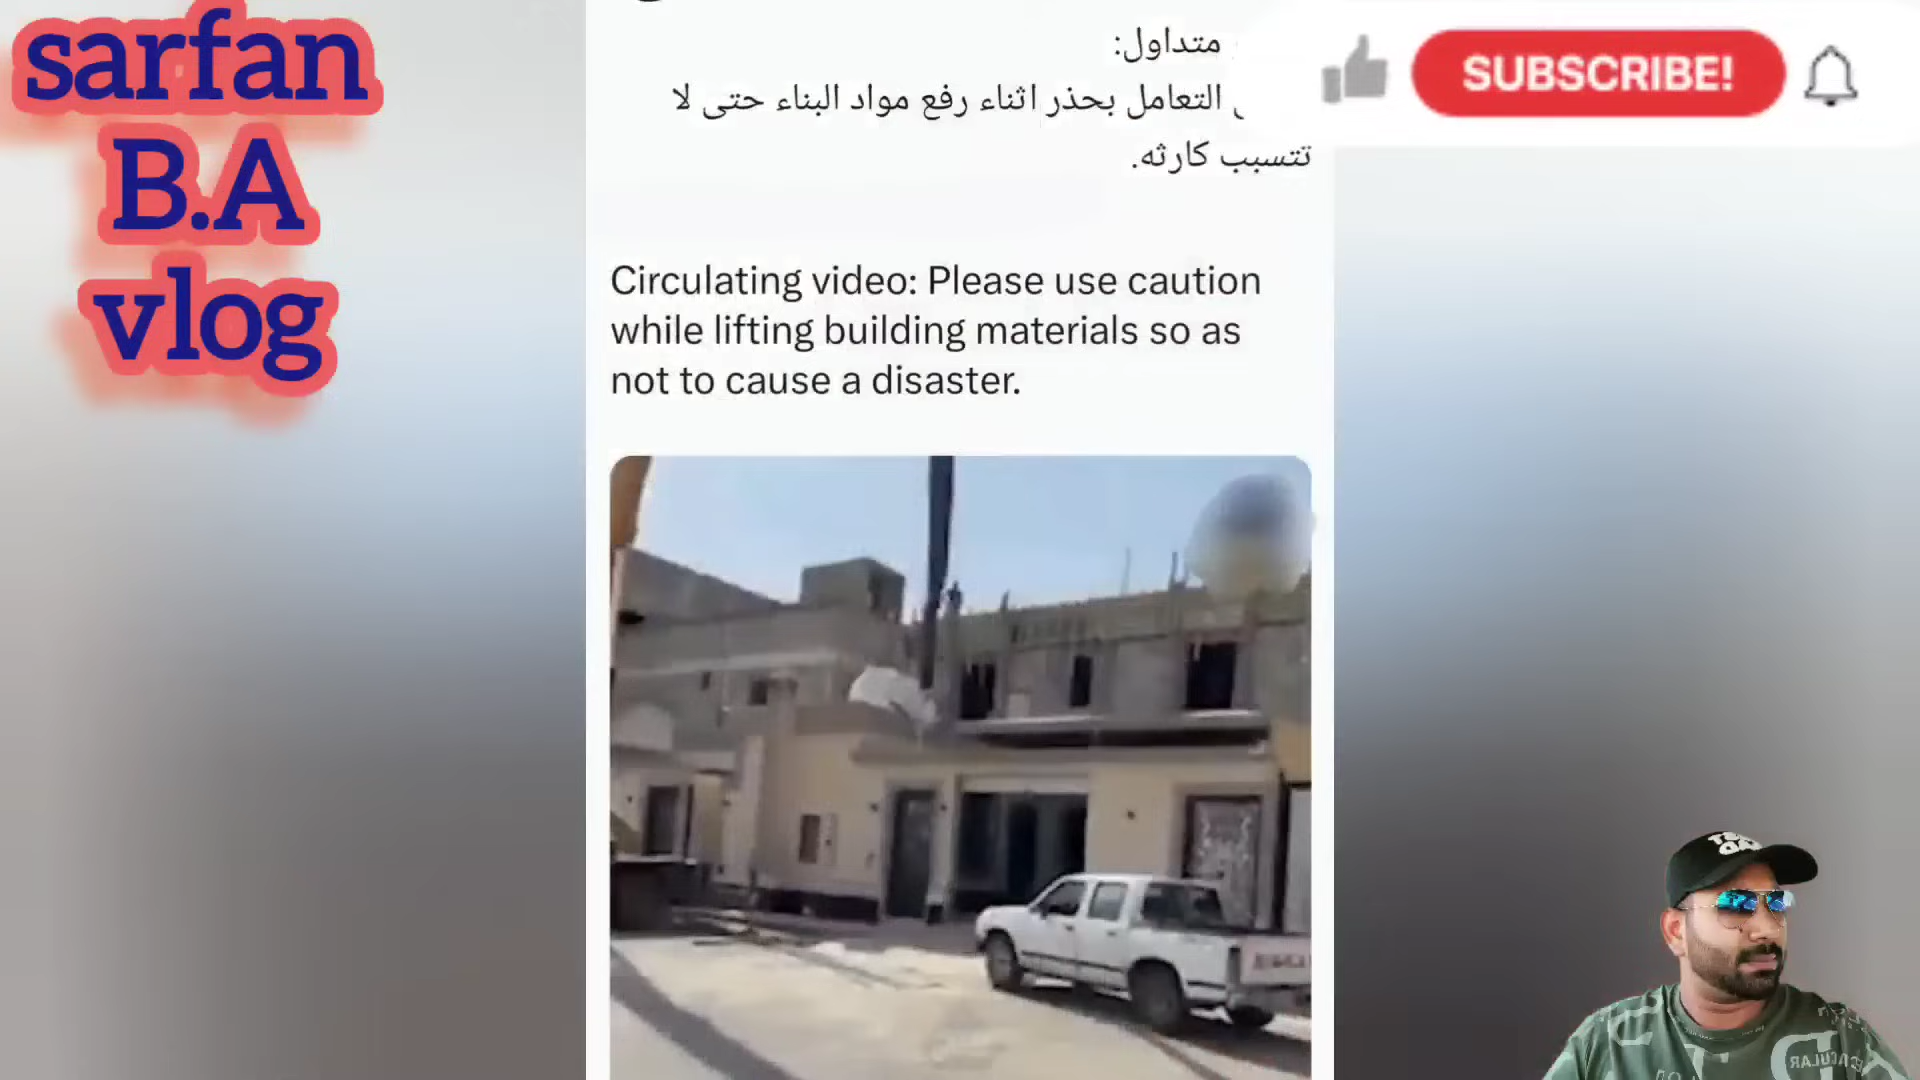 sarfan
B.A
vlog
متداول:
التعامل بحذر اثناء رفع مواد البناء حتى لا
تتسبب كارثه.
SUBSCRIBE!
Circulating video: Please use caution
while lifting building materials so as
not to cause a disaster.